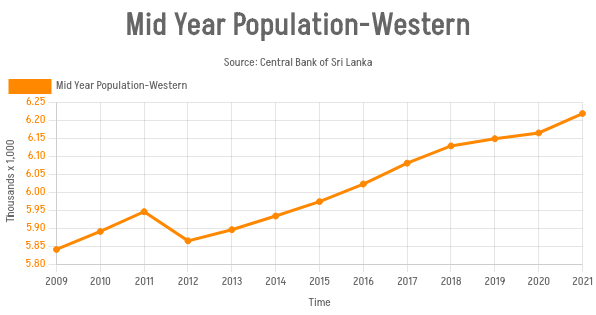 Mid Year Population-Western
Source: Central Bank of Sri Lanka
Mid Year Population-Western
Thousands x 1,000
6.25
6.20
6.15
6.10
6.05
6.00
5.95
5.90
5.85
5.80
2009 2010 2011 2012 2013 2014 2015 2016 2017 2018 2019 2020 2021
Time